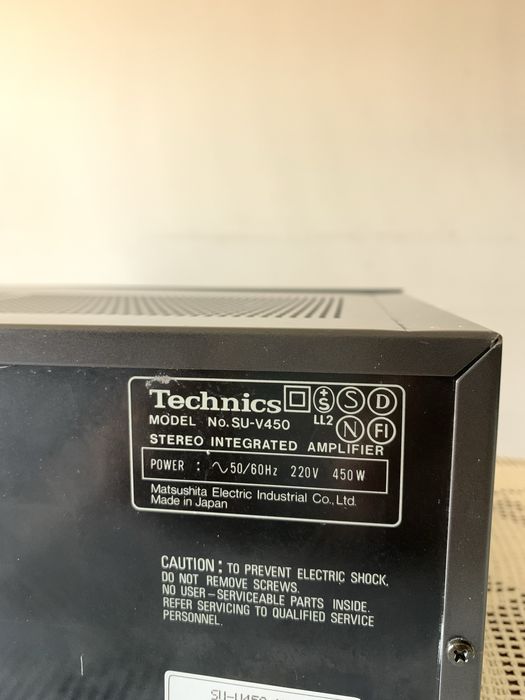 Technics S S D
MODEL No. SU-V450 LL2 N FI
STEREO INTEGRATED AMPLIFIER
POWER : ~50/60Hz 220V 450W
Matsushita Electric Industrial Co., Ltd.
Made in Japan
CAUTION : TO PREVENT ELECTRIC SHOCK,
DO NOT REMOVE SCREWS.
NO USER–SERVICEABLE PARTS INSIDE.
REFER SERVICING TO QUALIFIED SERVICE
PERSONNEL.